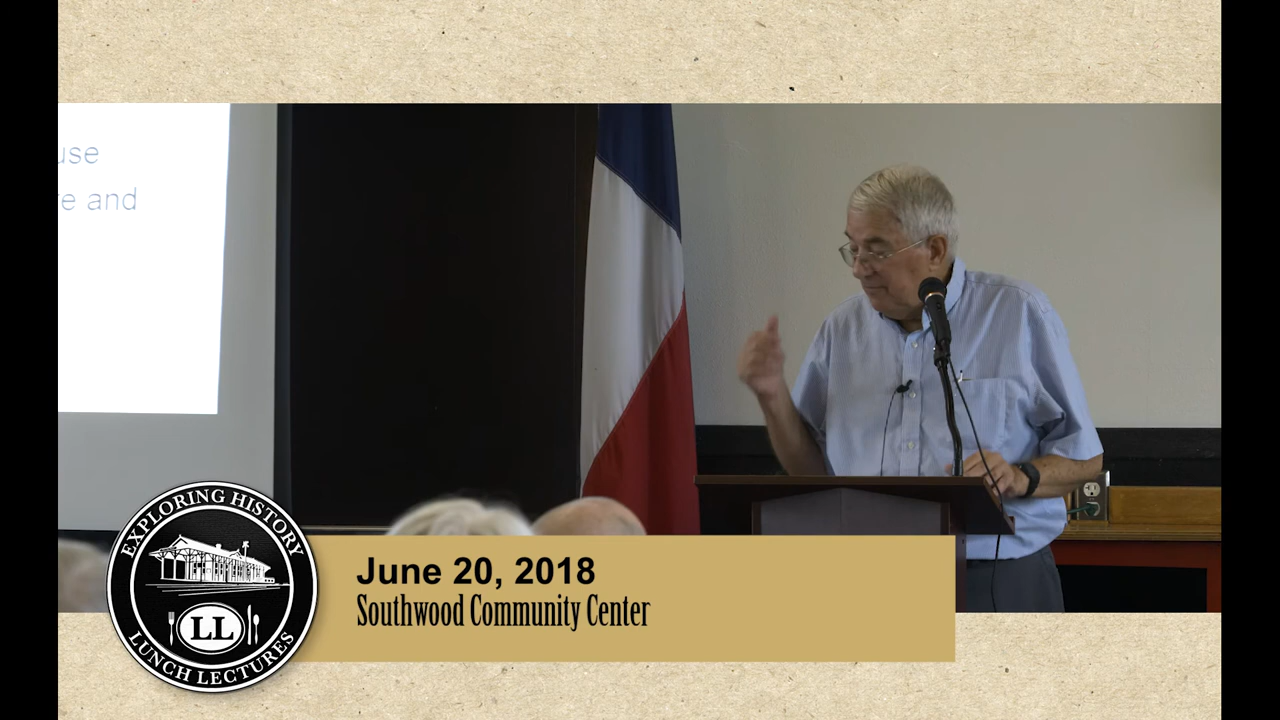 use
e and
EXPLORING HISTORY
LL
LUNCH LECTURES
June 20, 2018
Southwood Community Center